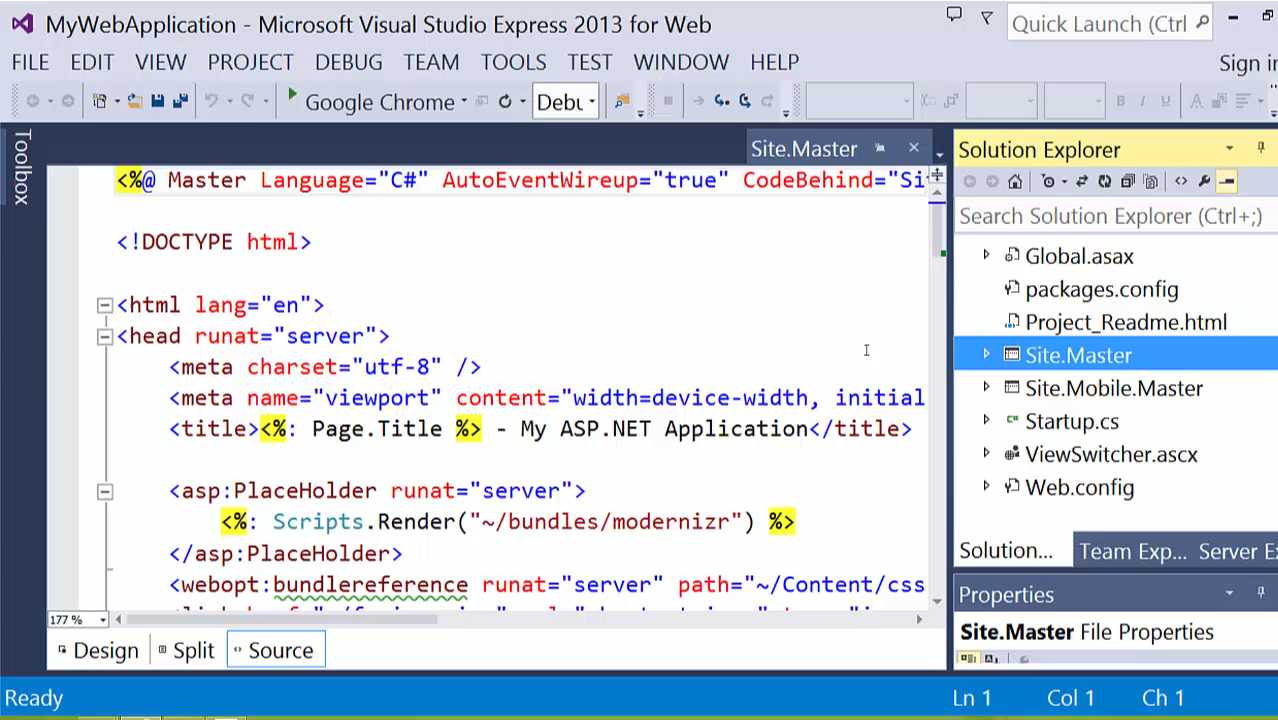 MyWebApplication - Microsoft Visual Studio Express 2013 for Web
Quick Launch (Ctrl
FILE EDIT VIEW PROJECT DEBUG TEAM TOOLS TEST WINDOW HELP
Sign in
Google Chrome
Debu
Toolbox
Site.Master
<%@ Master Language="C#" AutoEventWireup="true" CodeBehind="Si
<!DOCTYPE html>
<html lang="en">
<head runat="server">
<meta charset="utf-8" />
<meta name="viewport" content="width=device-width, initial
<title><%: Page.Title %> - My ASP.NET Application</title>
<asp:PlaceHolder runat="server">
<%: Scripts.Render("~/bundles/modernizr") %>
</asp:PlaceHolder>
<webopt:bundlereference runat="server" path="~/Content/css
177 %
Design Split Source
Solution Explorer
Search Solution Explorer (Ctrl+;)
Global.asax
packages.config
Project_Readme.html
Site.Master
Site.Mobile.Master
Startup.cs
ViewSwitcher.ascx
Web.config
Solution... Team Exp... Server Ex
Properties
Site.Master File Properties
Ready
Ln 1 Col 1 Ch 1